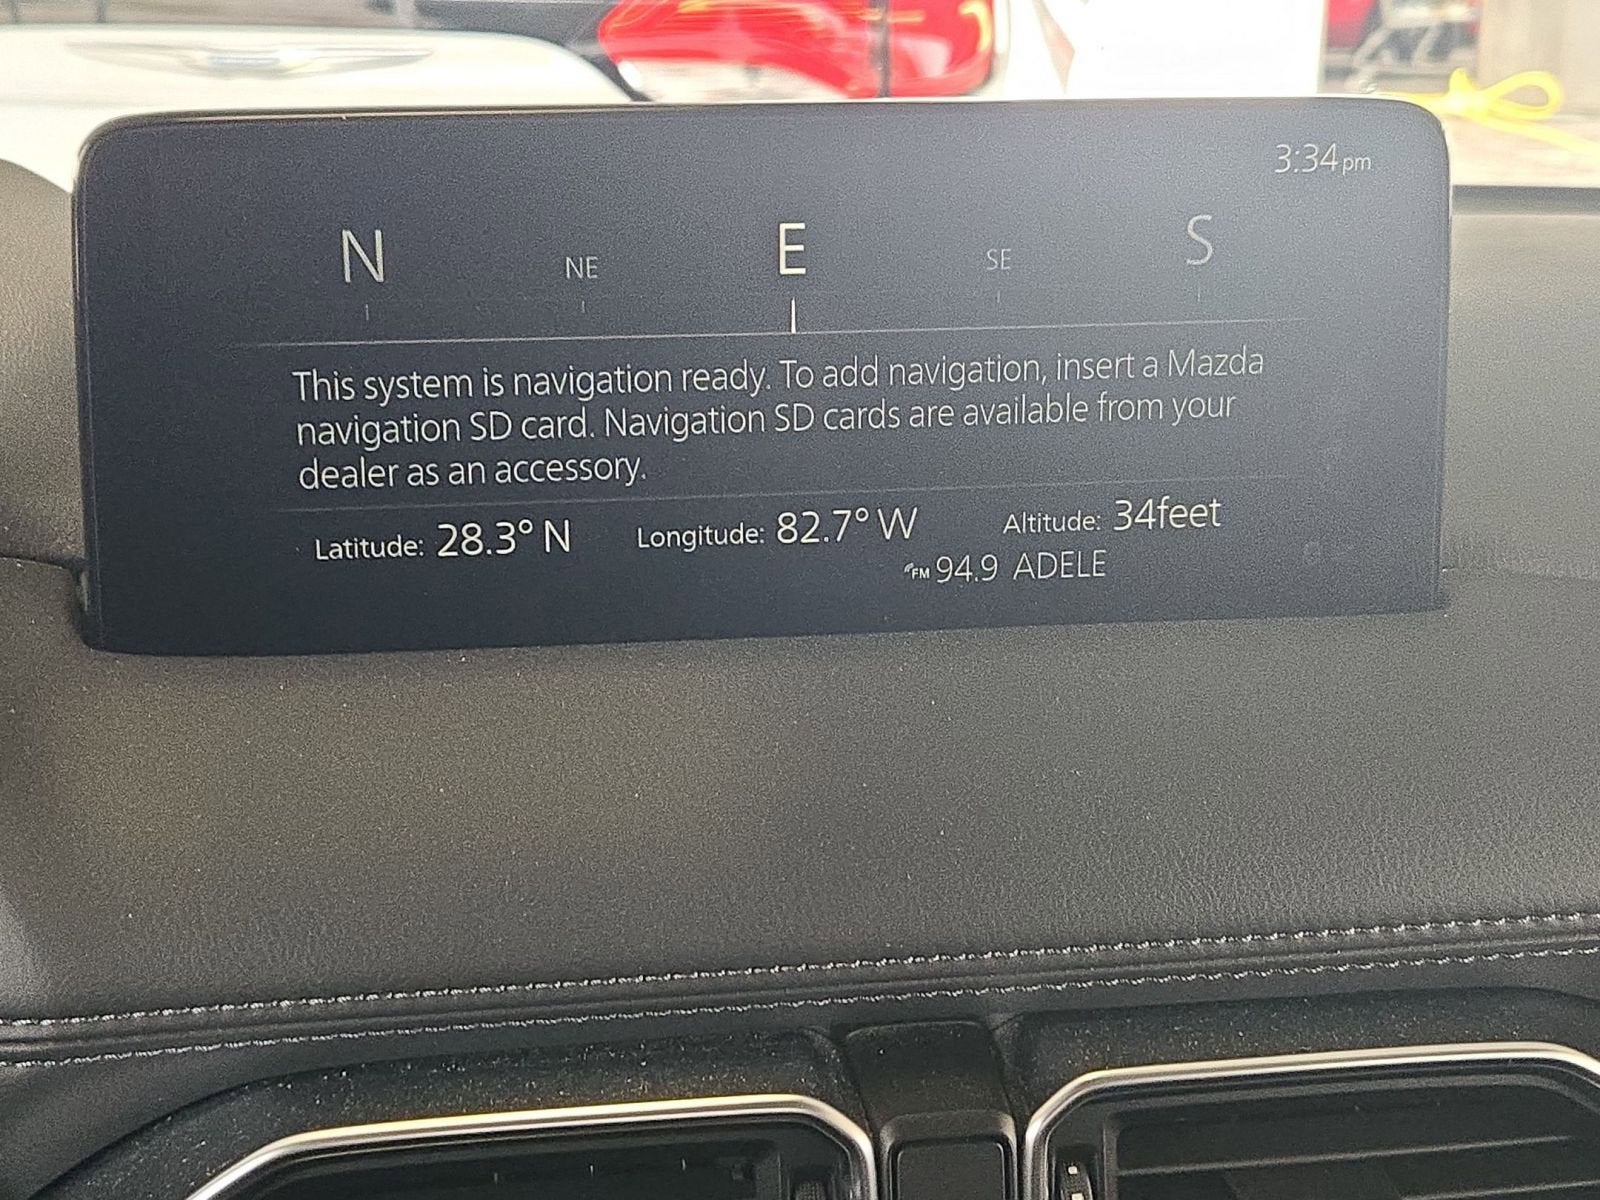 3:34pm
N NE E SE S
This system is navigation ready. To add navigation, insert a Mazda
navigation SD card. Navigation SD cards are available from your
dealer as an accessory.
Latitude: 28.3° N Longitude: 82.7° W Altitude: 34feet
FM 94.9 ADELE